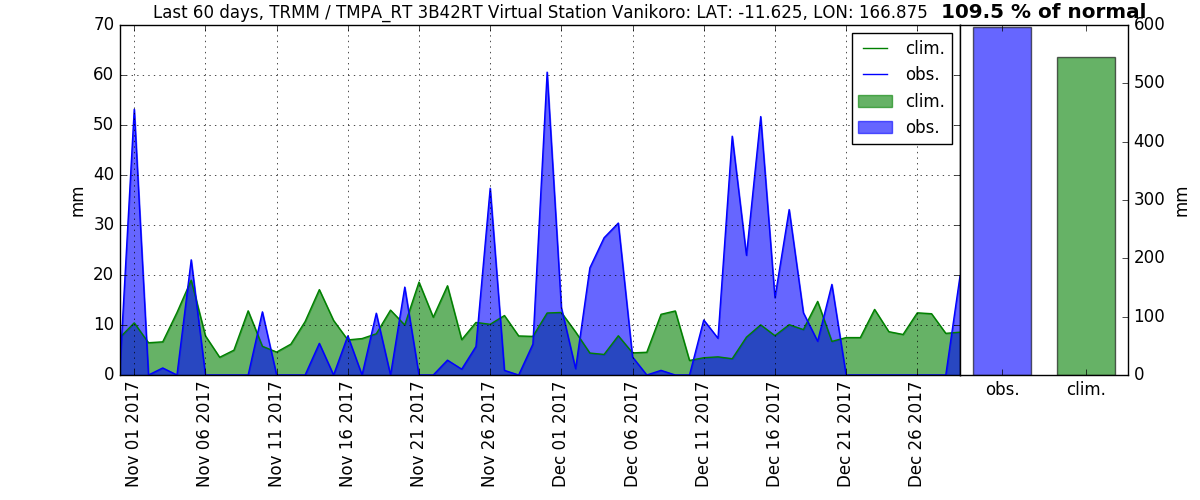 Last 60 days, TRMM / TMPA_RT 3B42RT Virtual Station Vanikoro: LAT: -11.625, LON: 166.875
109.5 % of normal
70
60
50
40
30
20
10
0
mm
clim.
obs.
clim.
obs.
Nov 01 2017
Nov 06 2017
Nov 11 2017
Nov 16 2017
Nov 21 2017
Nov 26 2017
Dec 01 2017
Dec 06 2017
Dec 11 2017
Dec 16 2017
Dec 21 2017
Dec 26 2017
600
500
400
300
200
100
0
mm
obs.
clim.